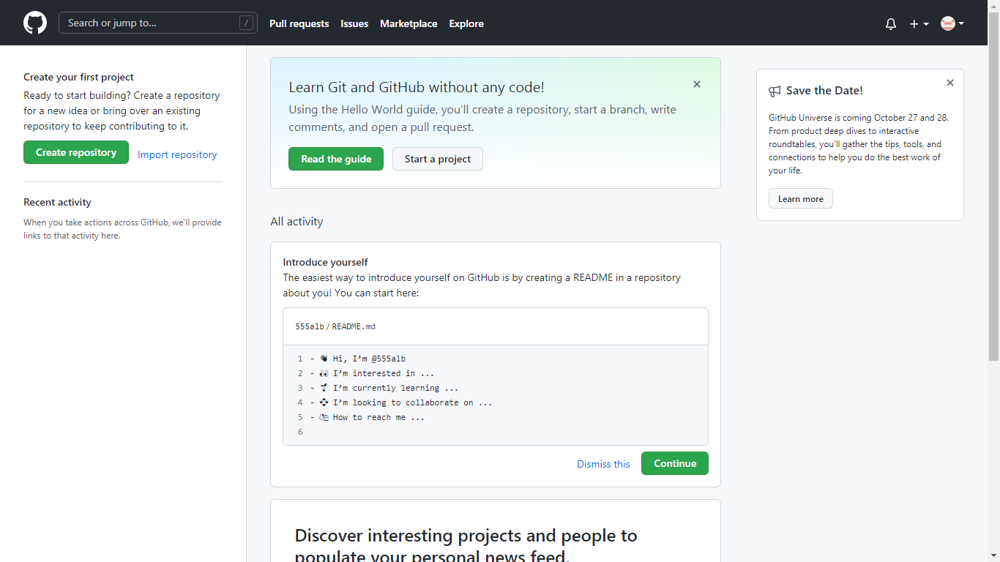 Search or jump to...
/
Pull requests
Issues
Marketplace
Explore
Create your first project
Ready to start building? Create a repository
for a new idea or bring over an existing
repository to keep contributing to it.
Create repository
Import repository
Recent activity
When you take actions across GitHub, we’ll provide
links to that activity here.
Learn Git and GitHub without any code!
Using the Hello World guide, you’ll create a repository, start a branch, write
comments, and open a pull request.
Read the guide
Start a project
All activity
Introduce yourself
The easiest way to introduce yourself on GitHub is by creating a README in a repository
about you! You can start here:
555alb / README.md
1 - 👋 Hi, I’m @555alb
2 - 👀 I’m interested in ...
3 - 🌱 I’m currently learning ...
4 - 💞️ I’m looking to collaborate on ...
5 - 📫 How to reach me ...
6
Dismiss this
Continue
Discover interesting projects and people to
populate your personal news feed.
Save the Date!
GitHub Universe is coming October 27 and 28.
From product deep dives to interactive
roundtables, you'll gather the tips, tools, and
connections to help you do the best work of
your life.
Learn more